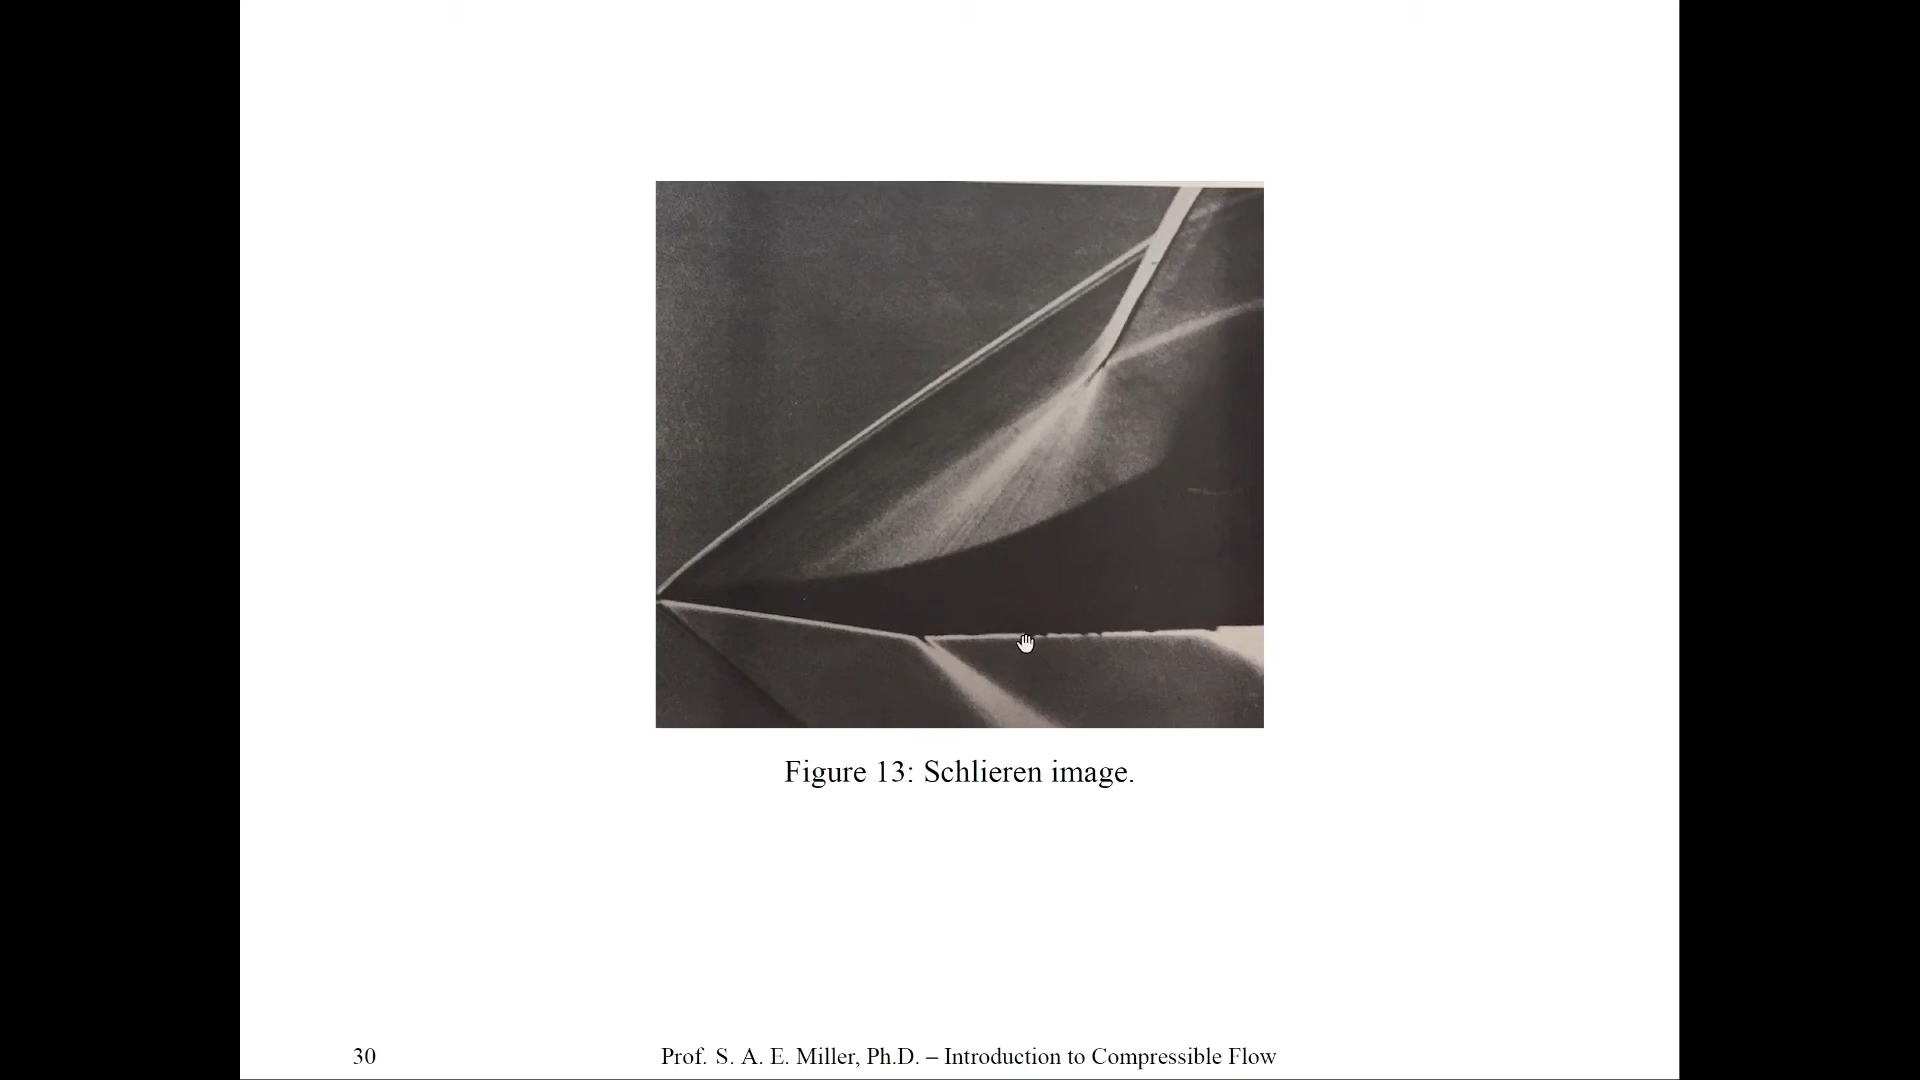 Figure 13: Schlieren image.
30
Prof. S. A. E. Miller, Ph.D. – Introduction to Compressible Flow